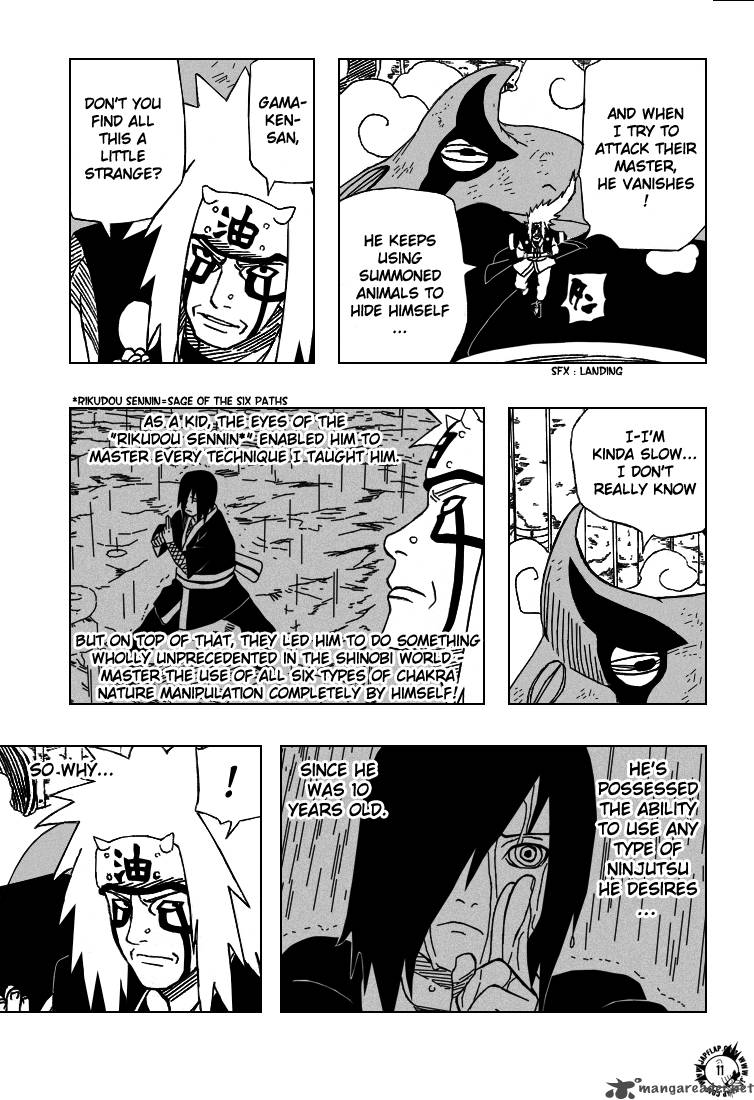 AND WHEN
I TRY TO
ATTACK THEIR
MASTER,
HE VANISHES
!
HE KEEPS
USING
SUMMONED
ANIMALS TO
HIDE HIMSELF
...
SFX : LANDING
GAMA-
KEN-
SAN,
DON'T YOU
FIND ALL
THIS A
LITTLE
STRANGE?
油
I-I'M
KINDA SLOW...
I DON'T
REALLY KNOW
*RIKUDOU SENNIN=SAGE OF THE SIX PATHS
AS A KID, THE EYES OF THE
"RIKUDOU SENNIN*" ENABLED HIM TO
MASTER EVERY TECHNIQUE I TAUGHT HIM.
BUT ON TOP OF THAT, THEY LED HIM TO DO SOMETHING
WHOLLY UNPRECEDENTED IN THE SHINOBI WORLD -
MASTER THE USE OF ALL SIX TYPES OF CHAKRA
NATURE MANIPULATION COMPLETELY BY HIMSELF!
HE'S
POSSESSED
THE ABILITY
TO USE ANY
TYPE OF
NINJUTSU
HE DESIRES
...
SINCE HE
WAS 10
YEARS OLD.
!
SO WHY...
油
11
mangareader.net